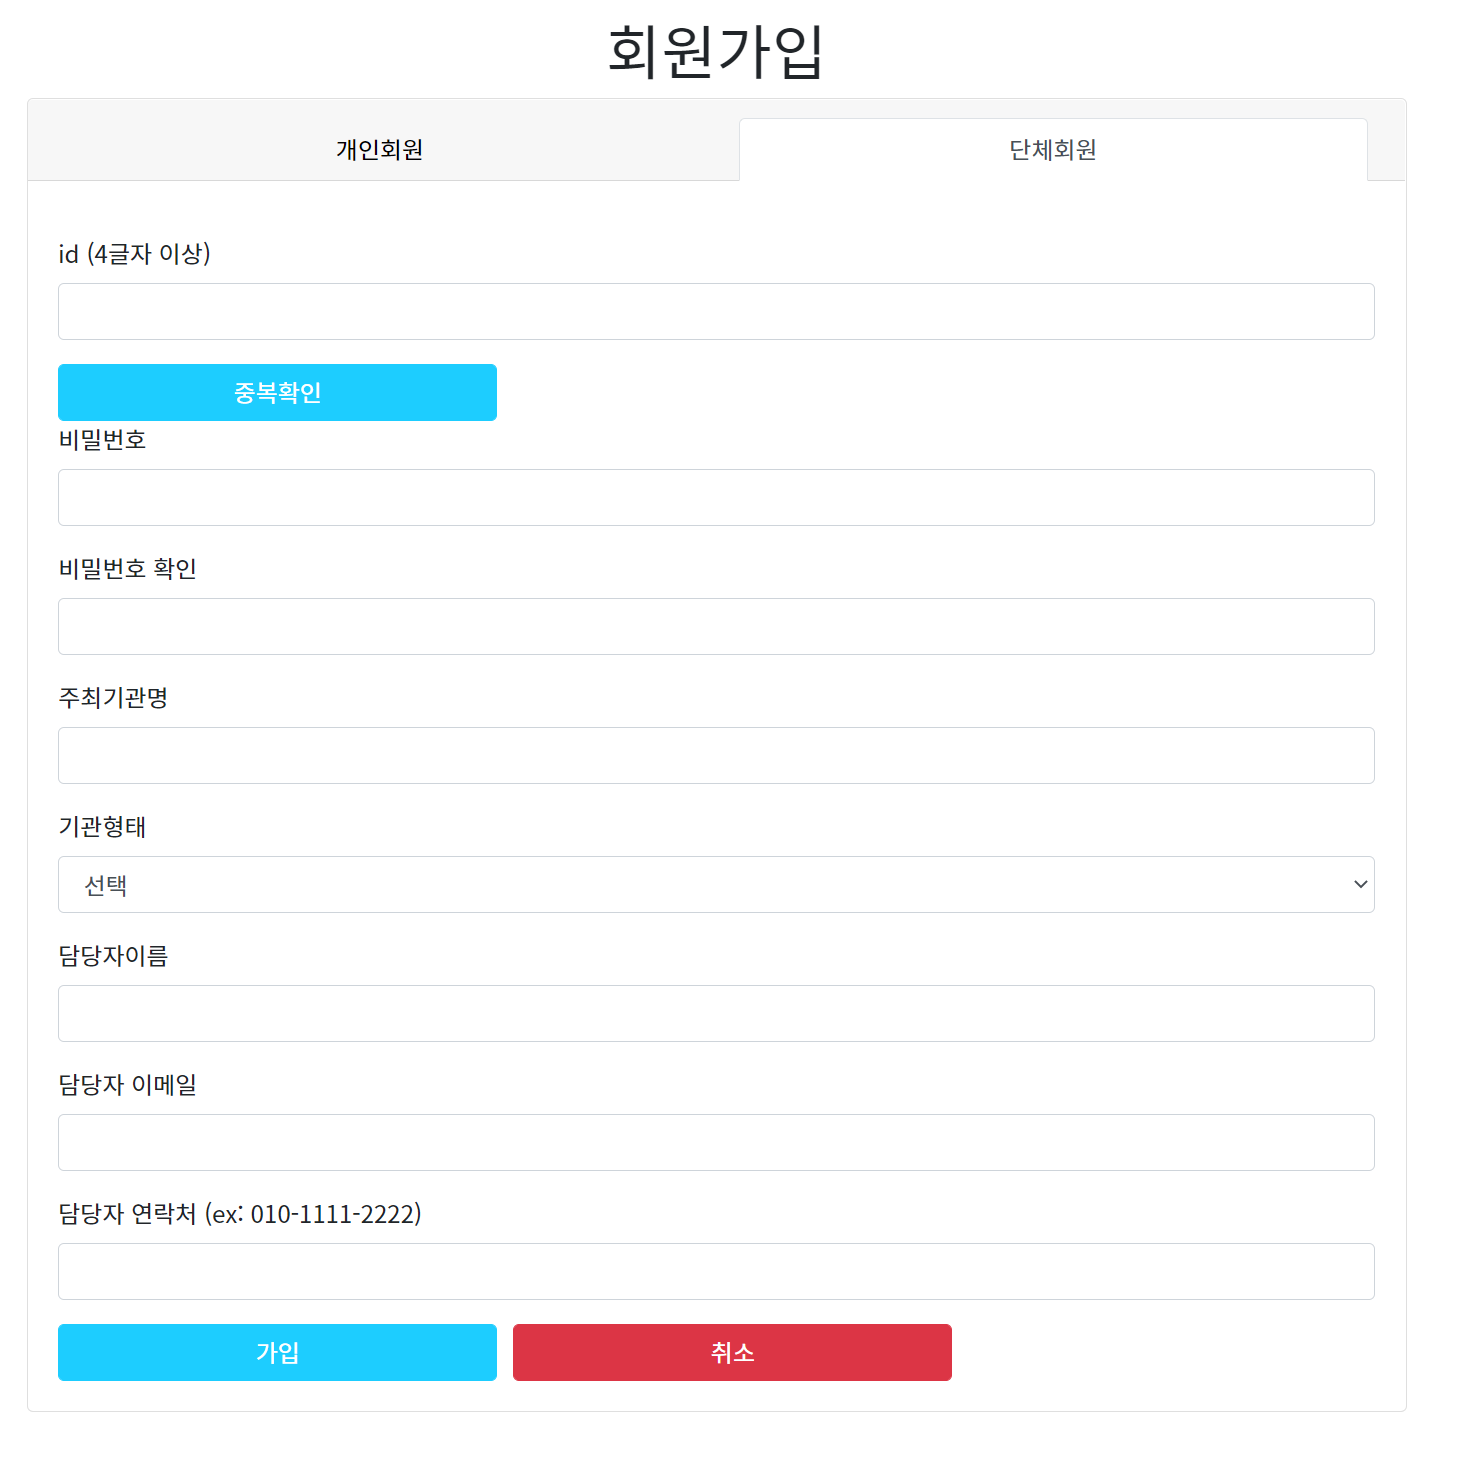 회원가입
개인회원
단체회원
id (4글자 이상)
중복확인
비밀번호
비밀번호 확인
주최기관명
기관형태
선택
담당자이름
담당자 이메일
담당자 연락처 (ex: 010-1111-2222)
가입
취소